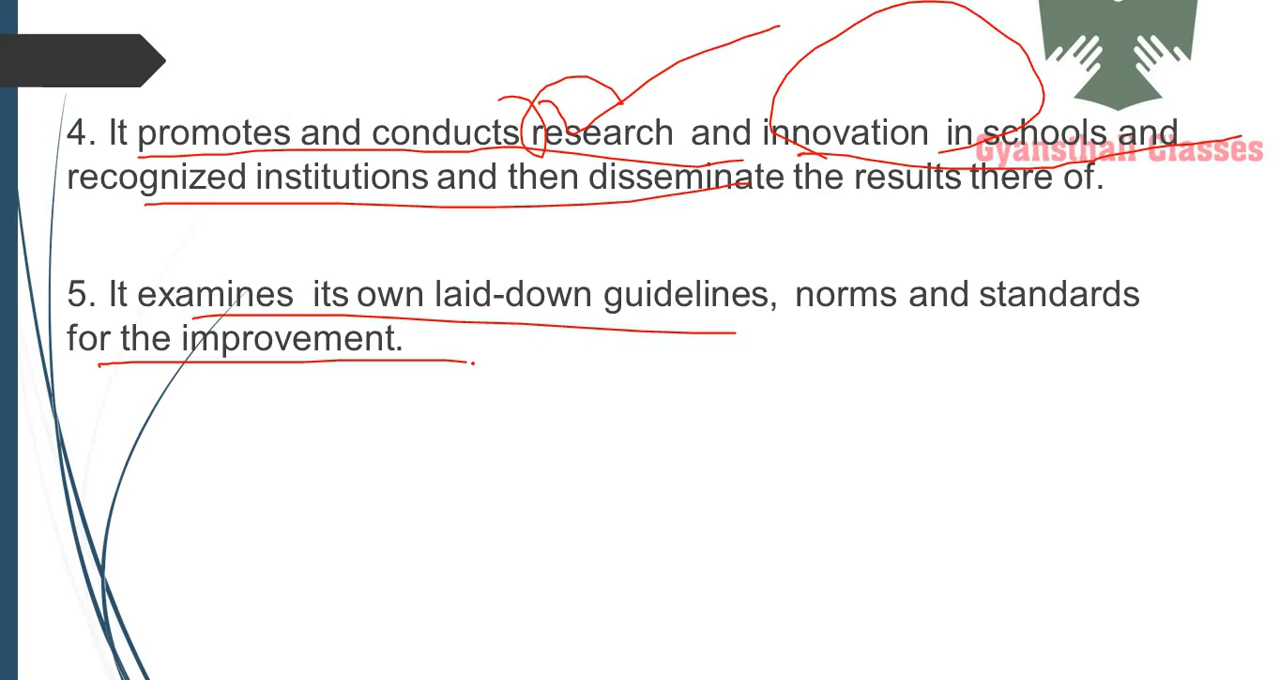 4. It promotes and conducts research and innovation in schools and
Gyansthali Classes
recognized institutions and then disseminate the results there of.
5. It examines its own laid-down guidelines, norms and standards
for the improvement.